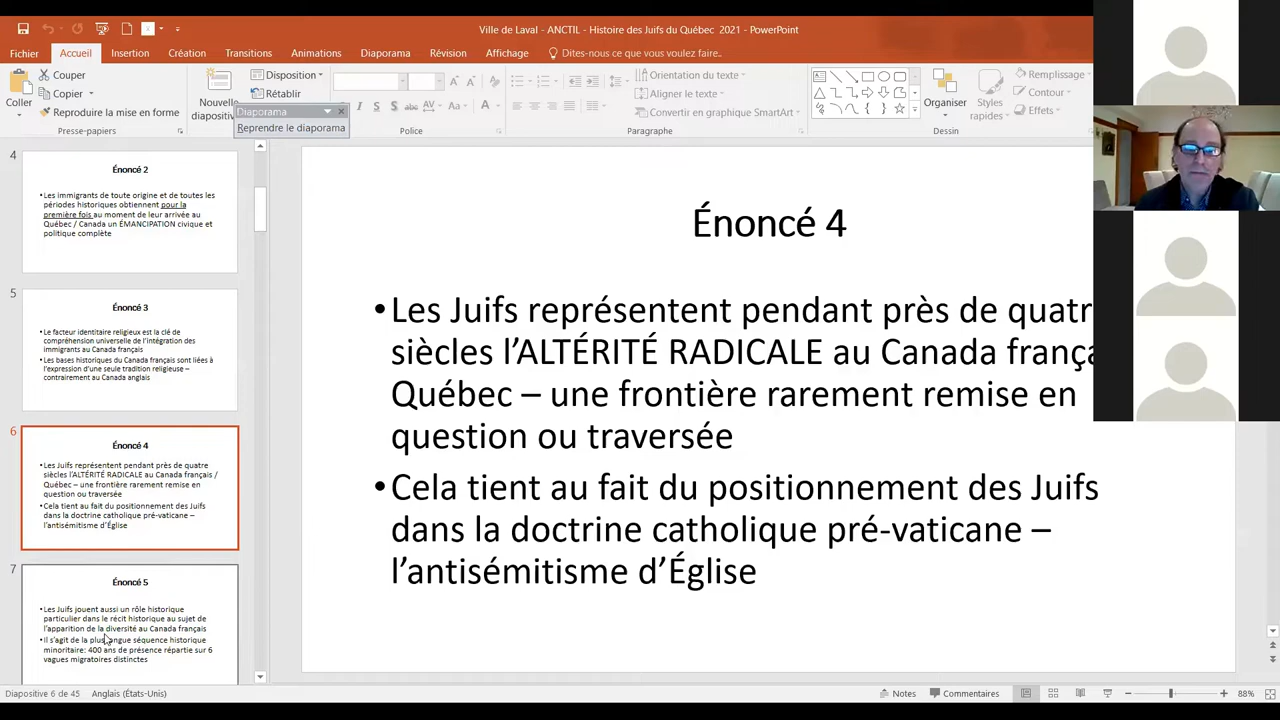 Ville de Laval - ANCTIL - Histoire des Juifs du Québec 2021 - PowerPoint
Fichier Accueil Insertion Création Transitions Animations Diaporama Révision Affichage Dites-nous ce que vous voulez faire..
Coller
Couper
Copier
Reproduire la mise en forme
Presse-papiers
Nouvelle
diapositive
Disposition
Rétablir
Diaporama
Reprendre le diaporama
Police
Orientation du texte
Aligner le texte
Convertir en graphique SmartArt
Paragraphe
Organiser
Styles
rapides
Remplissage
Contour
Effets
Dessin
4
Énoncé 2
•Les immigrants de toute origine et de toutes les
périodes historiques obtiennent pour la
première fois au moment de leur arrivée au
Québec / Canada un ÉMANCIPATION civique et
politique complète
5
Énoncé 3
•Le facteur identitaire religieux est la clé de
compréhension universelle de l'intégration des
immigrants au Canada français
•Les bases historiques du Canada français sont liées à
l'expression d'une seule tradition religieuse –
contrairement au Canada anglais
6
Énoncé 4
•Les Juifs représentent pendant près de quatre
siècles l'ALTÉRITÉ RADICALE au Canada français /
Québec – une frontière rarement remise en
question ou traversée
•Cela tient au fait du positionnement des Juifs
dans la doctrine catholique pré-vaticane –
l'antisémitisme d'Église
7
Énoncé 5
•Les Juifs jouent aussi un rôle historique
particulier dans le récit historique au sujet de
l'apparition de la diversité au Canada français
•Il s'agit de la plus longue séquence historique
minoritaire: 400 ans de présence répartie sur 6
vagues migratoires distinctes
Énoncé 4
•Les Juifs représentent pendant près de quatr
siècles l'ALTÉRITÉ RADICALE au Canada frança
Québec – une frontière rarement remise en
question ou traversée
•Cela tient au fait du positionnement des Juifs
dans la doctrine catholique pré-vaticane –
l'antisémitisme d'Église
Diapositive 6 de 45 Anglais (États-Unis) Notes Commentaires 88%